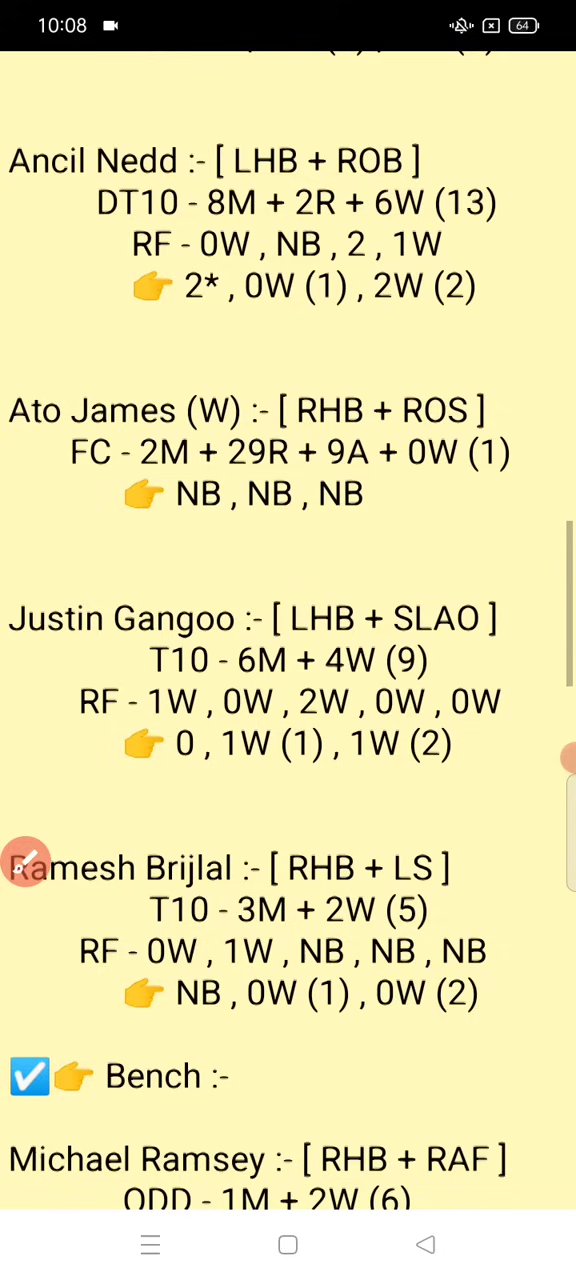 10:08
64
Ancil Nedd :- [ LHB + ROB ]
DT10 - 8M + 2R + 6W (13)
RF - 0W , NB , 2 , 1W
👉 2* , 0W (1) , 2W (2)
Ato James (W) :- [ RHB + ROS ]
FC - 2M + 29R + 9A + 0W (1)
👉 NB , NB , NB
Justin Gangoo :- [ LHB + SLAO ]
T10 - 6M + 4W (9)
RF - 1W , 0W , 2W , 0W , 0W
👉 0 , 1W (1) , 1W (2)
Ramesh Brijlal :- [ RHB + LS ]
T10 - 3M + 2W (5)
RF - 0W , 1W , NB , NB , NB
👉 NB , 0W (1) , 0W (2)
☑👉 Bench :-
Michael Ramsey :- [ RHB + RAF ]
ODD - 1M + 2W (6)